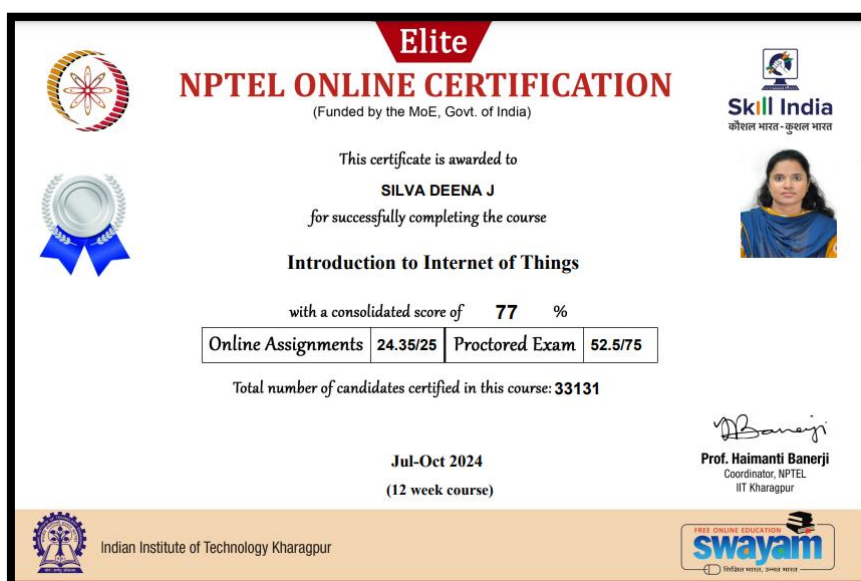 Elite
NPTEL ONLINE CERTIFICATION
(Funded by the MoE, Govt. of India)
Skill India
कौशल भारत - कुशल भारत
This certificate is awarded to
SILVA DEENA J
for successfully completing the course
Introduction to Internet of Things
with a consolidated score of 77 %
Online Assignments 24.35/25 Proctored Exam 52.5/75
Total number of candidates certified in this course: 33131
Prof. Haimanti Banerji
Coordinator, NPTEL
IIT Kharagpur
Jul-Oct 2024
(12 week course)
Indian Institute of Technology Kharagpur
FREE ONLINE EDUCATION
swayam
शिक्षित भारत, उन्नत भारत